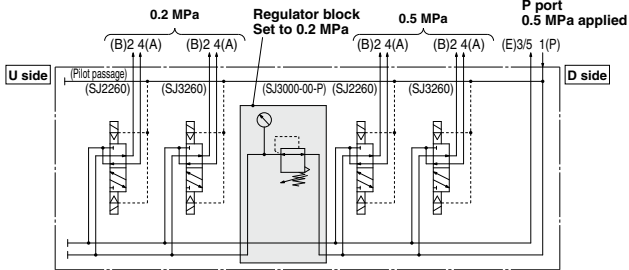 P port
0.5 MPa applied
0.2 MPa
Regulator block
Set to 0.2 MPa
0.5 MPa
(B)2 4(A)
(B)2 4(A)
(B)2 4(A)
(B)2 4(A)
(E)3/5 1(P)
U side
D side
(Pilot passage)
(SJ2260)
(SJ3260)
(SJ3000-00-P)
(SJ2260)
(SJ3260)